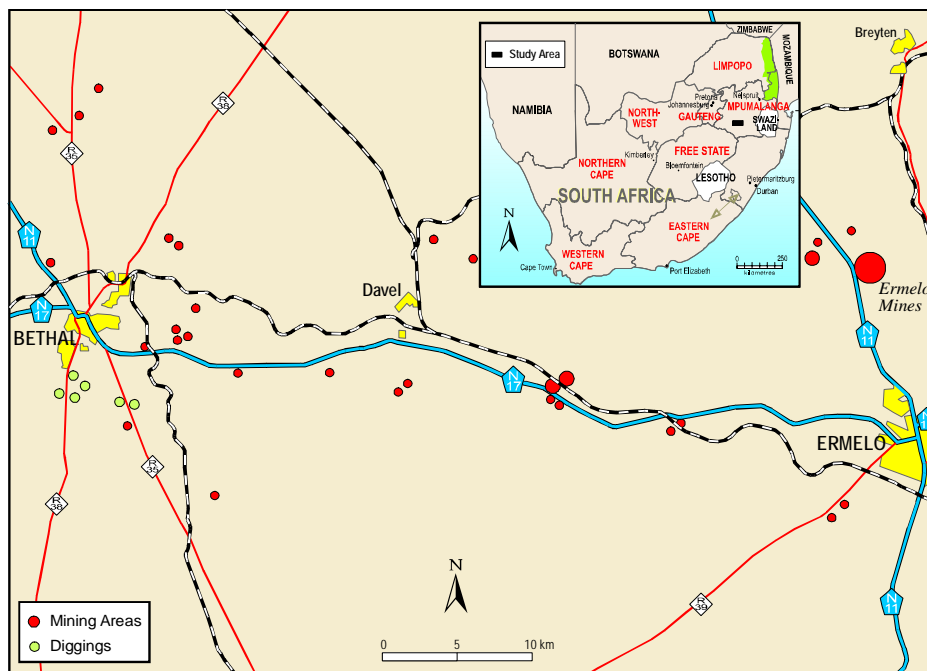 Breyten
R
38
R
35
N
11
N
17
BETHAL
Davel
N
17
N
11
Ermelo
Mines
ERMELO
R
35
R
38
R
39
N
11
N
0
5
10 km
Mining Areas
Diggings
Study Area
ZIMBABWE
MOZAMBIQUE
BOTSWANA
LIMPOPO
NAMIBIA
Pretoria
Johannesburg
Nelspruit
MPUMALANGA
NORTH
WEST
GAUTENG
SWAZI-
LAND
FREE STATE
Kimberley
Bloemfontein
NORTHERN
CAPE
LESOTHO
Pietermaritzburg
Durban
SOUTH AFRICA
N
EASTERN
CAPE
WESTERN
CAPE
Cape Town
Port Elizabeth
0
250
kilometres